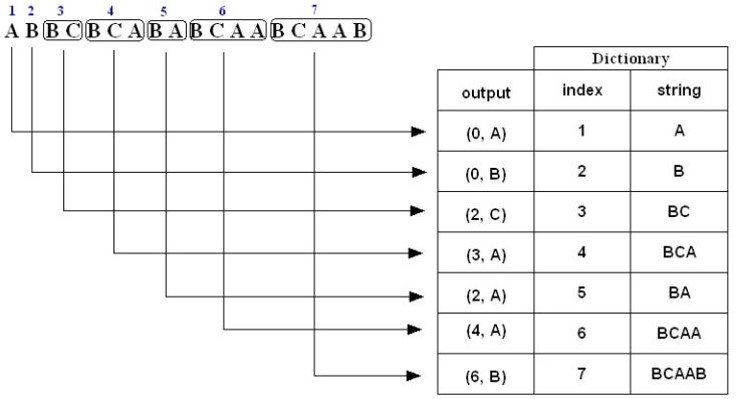 1 2 3 4 5 6 7
A B B C B C A B A B C A A B C A A B
Dictionary
output index string
(0, A) 1 A
(0, B) 2 B
(2, C) 3 BC
(3, A) 4 BCA
(2, A) 5 BA
(4, A) 6 BCAA
(6, B) 7 BCAAB